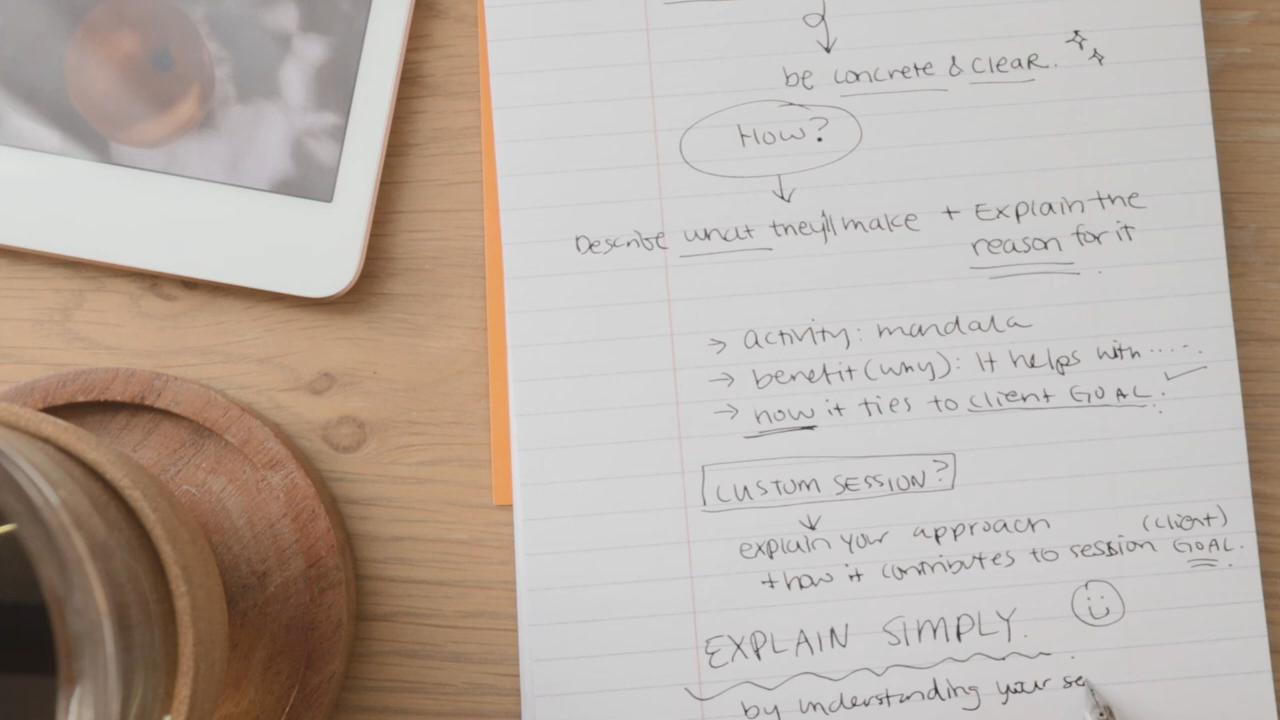 be concrete & clear.
How?
Describe what they'll make + Explain the
reason for it
→ activity: mandala
→ benefit (why): It helps with.....
→ how it ties to client GOAL.
CUSTOM SESSION?
explain your approach
+ how it contributes to session (client) GOAL.
EXPLAIN SIMPLY.
by understanding your se